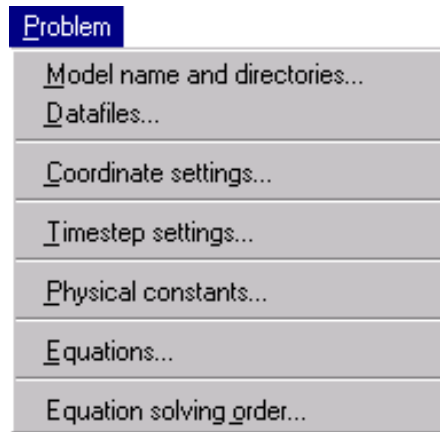 Problem
Model name and directories...
Datafiles...
Coordinate settings...
Timestep settings...
Physical constants...
Equations...
Equation solving order...